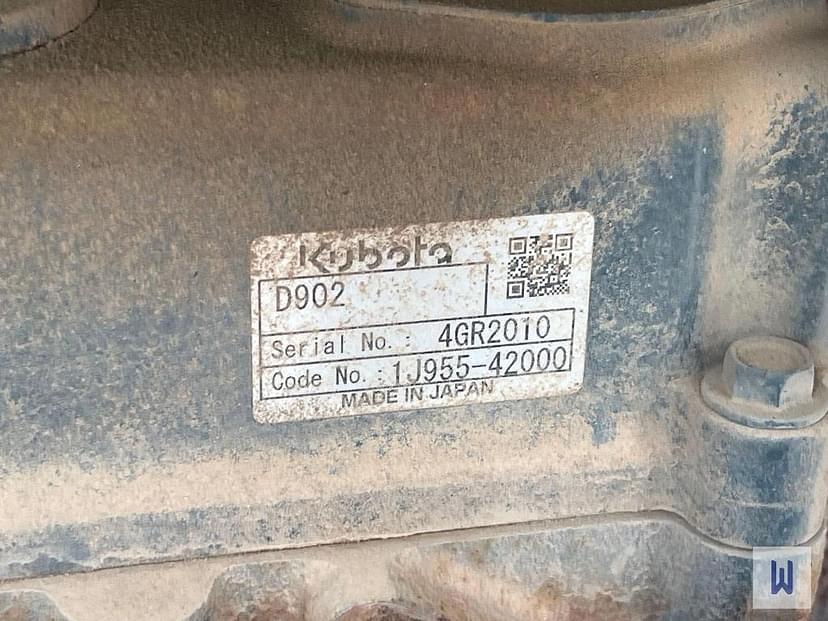 Kubota
D902
Serial No. : 4GR2010
Code No. : 1J955-42000
MADE IN JAPAN
W